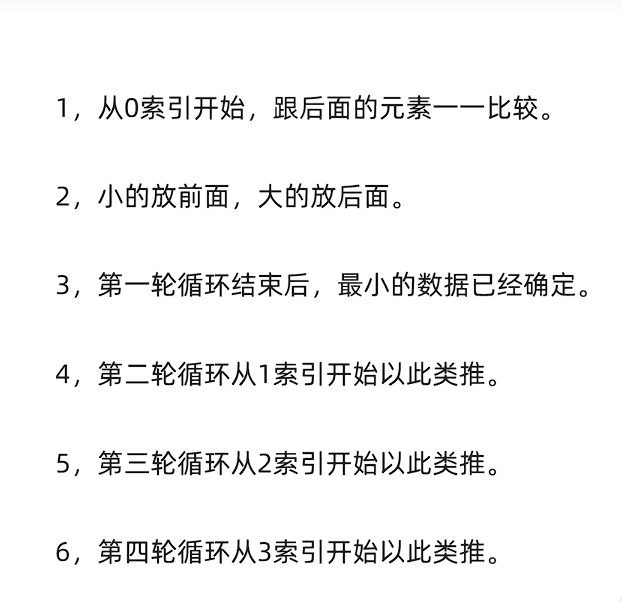 1，从0索引开始，跟后面的元素一一比较。
2，小的放前面，大的放后面。
3，第一轮循环结束后，最小的数据已经确定。
4，第二轮循环从1索引开始以此类推。
5，第三轮循环从2索引开始以此类推。
6，第四轮循环从3索引开始以此类推。